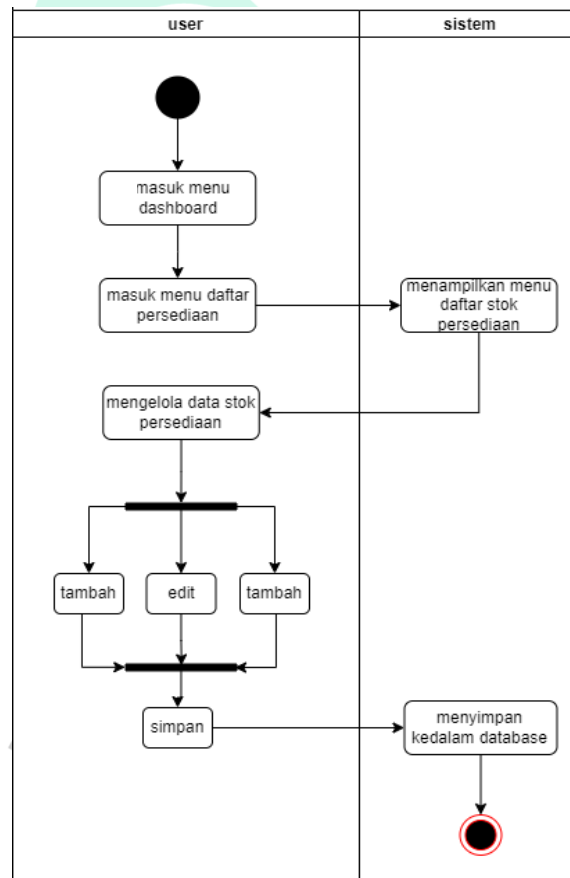 user
sistem
masuk menu
dashboard
masuk menu daftar
persediaan
menampilkan menu
daftar stok
persediaan
mengelola data stok
persediaan
tambah
edit
tambah
simpan
menyimpan
kedalam database